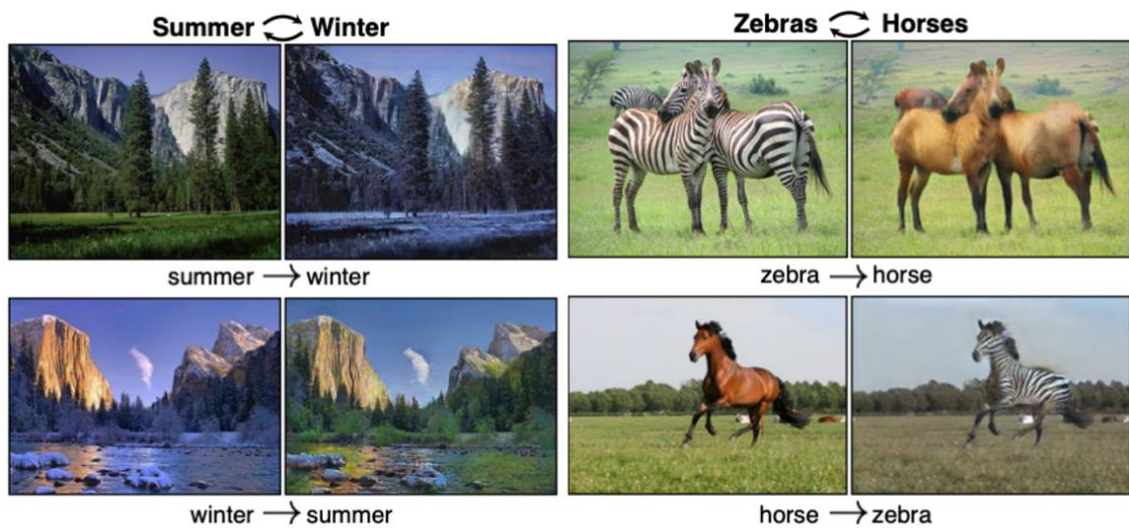 Summer Winter
summer → winter
winter → summer
Zebras Horses
zebra → horse
horse → zebra